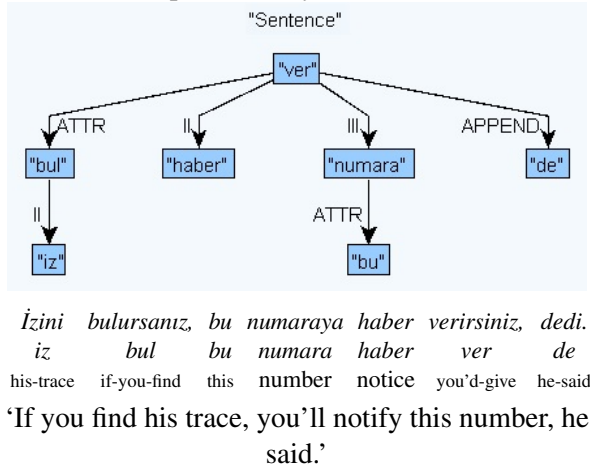 "Sentence"
"ver"
ATTR II III APPEND
"bul" "haber" "numara" "de"
II ATTR
"iz" "bu"
İzini bulursanız, bu numaraya haber verirsiniz, dedi.
iz bul bu numara haber ver de
his-trace if-you-find this number notice you'd-give he-said
‘If you find his trace, you’ll notify this number, he
said.’